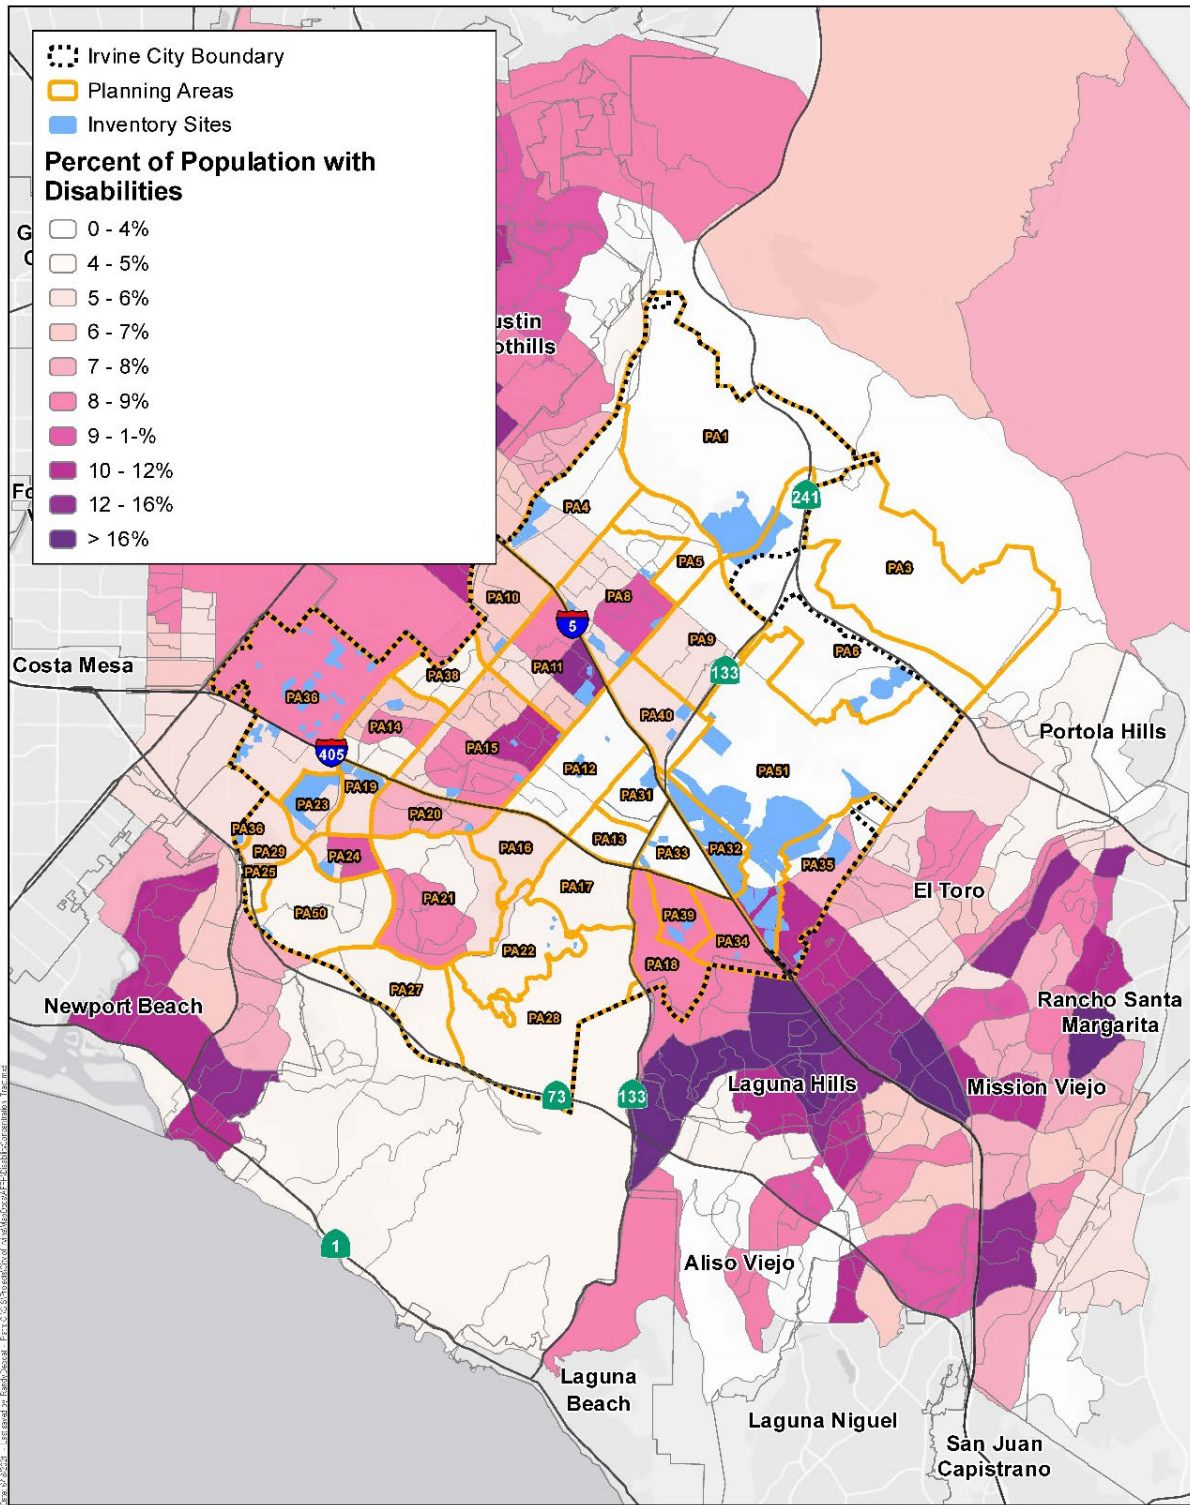 Irvine City Boundary
Planning Areas
Inventory Sites
Percent of Population with
Disabilities
0 - 4%
4 - 5%
5 - 6%
6 - 7%
7 - 8%
8 - 9%
9 - 1-%
10 - 12%
12 - 16%
> 16%
G
Fo
ustin
othills
PA1
241
PA4
PA5
PA3
PA10
PA8
5
PA9
PA6
Costa Mesa
PA11
133
PA38
PA36
PA14
PA40
Portola Hills
PA15
405
PA12
PA51
PA19
PA31
PA23
PA20
PA36
PA13
PA29
PA24
PA16
PA33
PA32
PA35
PA25
PA17
El Toro
PA21
PA50
PA39
PA34
PA22
PA18
PA27
Newport Beach
Rancho Santa
Margarita
PA28
Laguna Hills
Mission Viejo
73
133
1
Aliso Viejo
Laguna
Beach
Laguna Niguel
San Juan
Capistrano